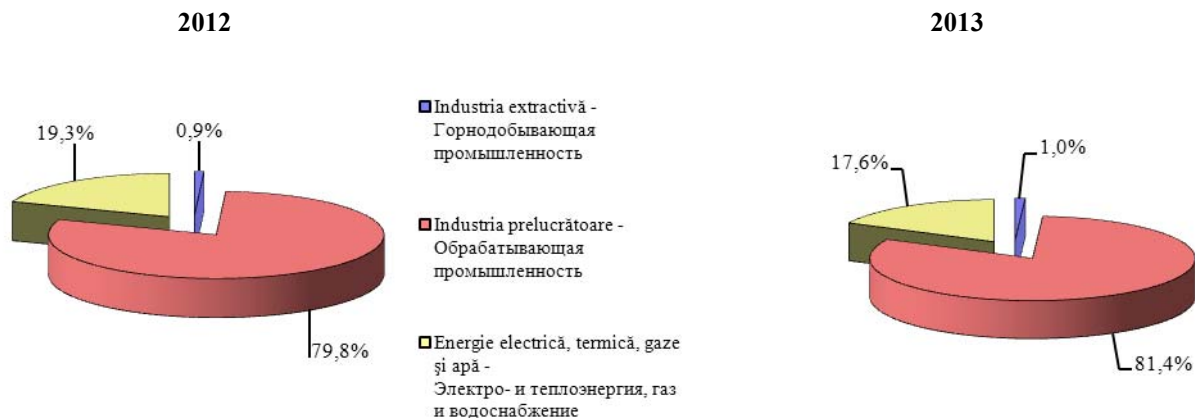 2012
19,3%
0,9%
79,8%
Industria extractivă -
Горнодобывающая
промышленность
Industria prelucrătoare -
Обрабатывающая
промышленность
Energie electrică, termică, gaze
şi apă -
Электро- и теплоэнергия, газ
и водоснабжение
2013
17,6%
1,0%
81,4%